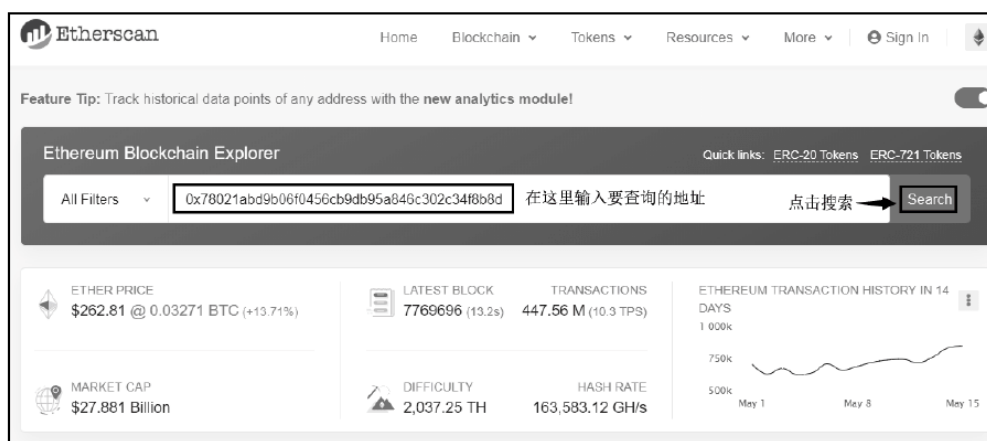 Etherscan
Home Blockchain Tokens Resources More Sign In
Feature Tip: Track historical data points of any address with the new analytics module!
Ethereum Blockchain Explorer
Quick links: ERC-20 Tokens ERC-721 Tokens
All Filters 0x78021abd9b06f0456cb9db95a846c302c34f8b8d 在这里输入要查询的地址 点击搜索 Search
ETHER PRICE
$262.81 @ 0.03271 BTC (+13.71%)
LATEST BLOCK TRANSACTIONS
7769696 (13.2s) 447.56 M (10.3 TPS)
MARKET CAP
$27.881 Billion
DIFFICULTY HASH RATE
2,037.25 TH 163,583.12 GH/s
ETHEREUM TRANSACTION HISTORY IN 14
DAYS
1 000k
750k
500k
May 1 May 8 May 15